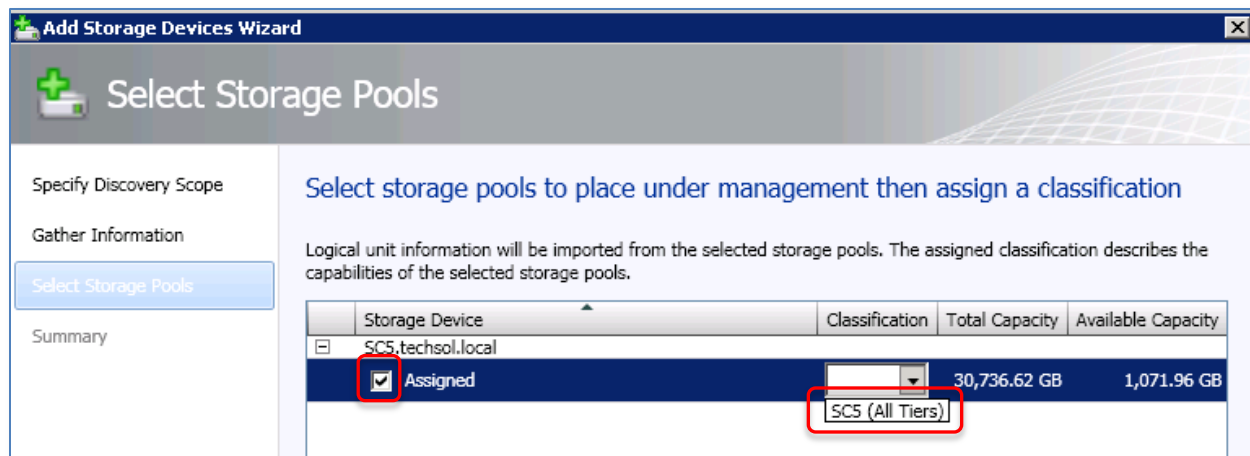 Add Storage Devices Wizard
Select Storage Pools
Specify Discovery Scope
Gather Information
Select Storage Pools
Summary
Select storage pools to place under management then assign a classification
Logical unit information will be imported from the selected storage pools. The assigned classification describes the
capabilities of the selected storage pools.
Storage Device Classification Total Capacity Available Capacity
SC5.techsol.local
Assigned 30,736.62 GB 1,071.96 GB
SC5 (All Tiers)